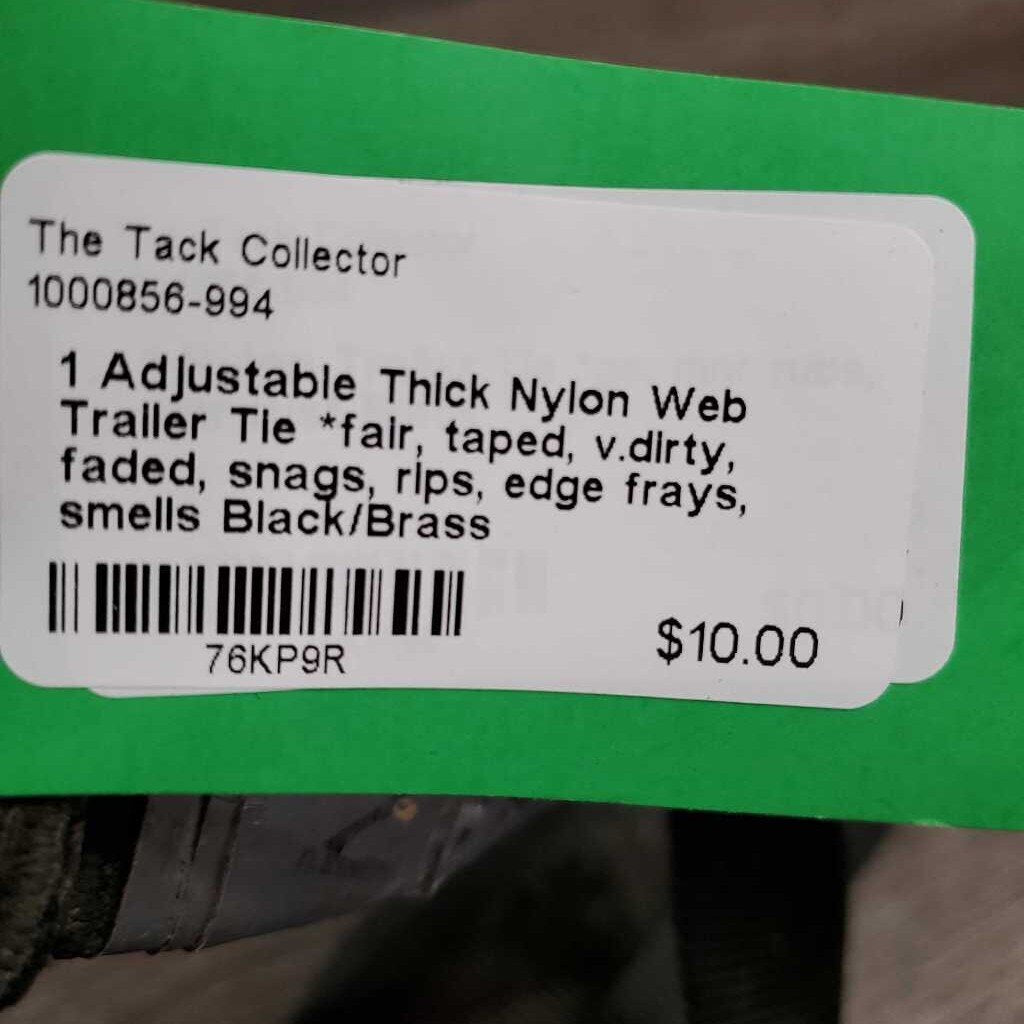 The Tack Collector
1000856-994
1 Adjustable Thick Nylon Web
Trailer Tie *fair, taped, v.dirty,
faded, snags, rips, edge frays,
smells Black/Brass
76KP9R
$10.00